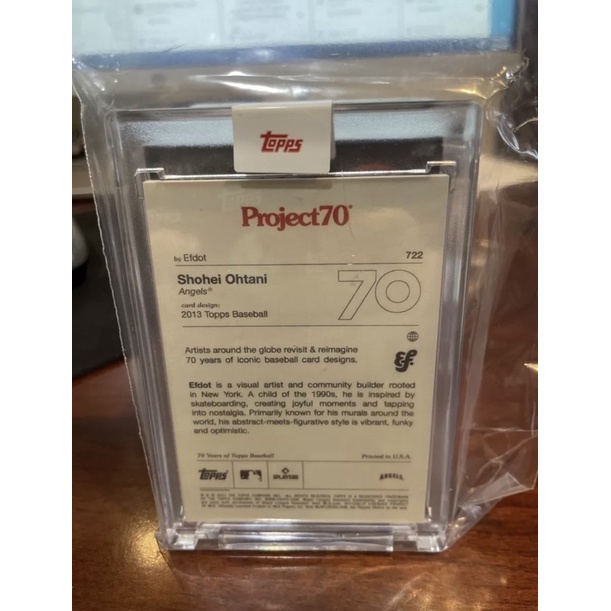 Topps
Project70®
by Efdot 722
Shohei Ohtani
Angels®
card design:
2013 Topps Baseball
70
Artists around the globe revisit & reimagine
70 years of iconic baseball card designs.
ef.
Efdot is a visual artist and community builder rooted
in New York. A child of the 1990s, he is inspired by
skateboarding, creating joyful moments and tapping
into nostalgia. Primarily known for his murals around the
world, his abstract-meets-figurative style is vibrant, funky
and optimistic.
70 Years of Topps Baseball Printed in U.S.A.
Topps PLAYERS ANGELS